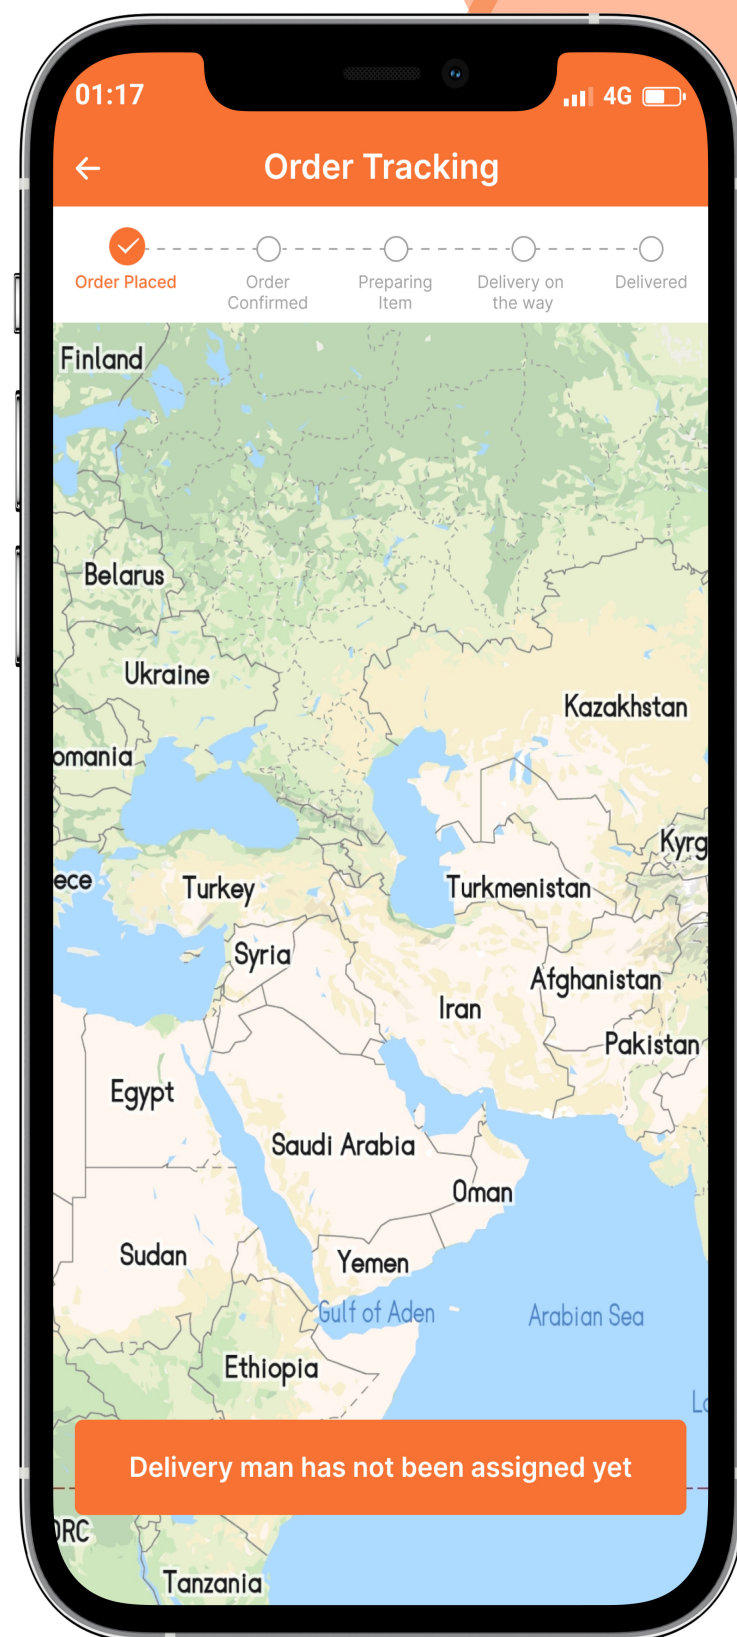 01:17
4G
Order Tracking
Order Placed
Order
Confirmed
Preparing
Item
Delivery on
the way
Delivered
Finland
Belarus
Ukraine
Kazakhstan
omania
Kyrg
ece
Turkey
Turkmenistan
Syria
Afghanistan
Iran
Pakistan
Egypt
Saudi Arabia
Oman
Sudan
Yemen
Gulf of Aden
Arabian Sea
Ethiopia
Delivery man has not been assigned yet
DRC
Tanzania